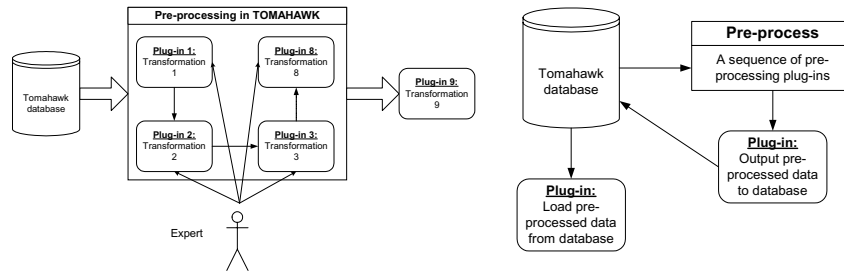 Pre-processing in TOMAHAWK
Plug-in 1:
Transformation
1
Plug-in 8:
Transformation
8
Tomahawk
database
Plug-in 9:
Transformation
9
Plug-in 2:
Transformation
2
Plug-in 3:
Transformation
3
Expert
Tomahawk
database
Pre-process
A sequence of pre-
processing plug-ins
Plug-in:
Output pre-
processed data
to database
Plug-in:
Load pre-
processed data
from database